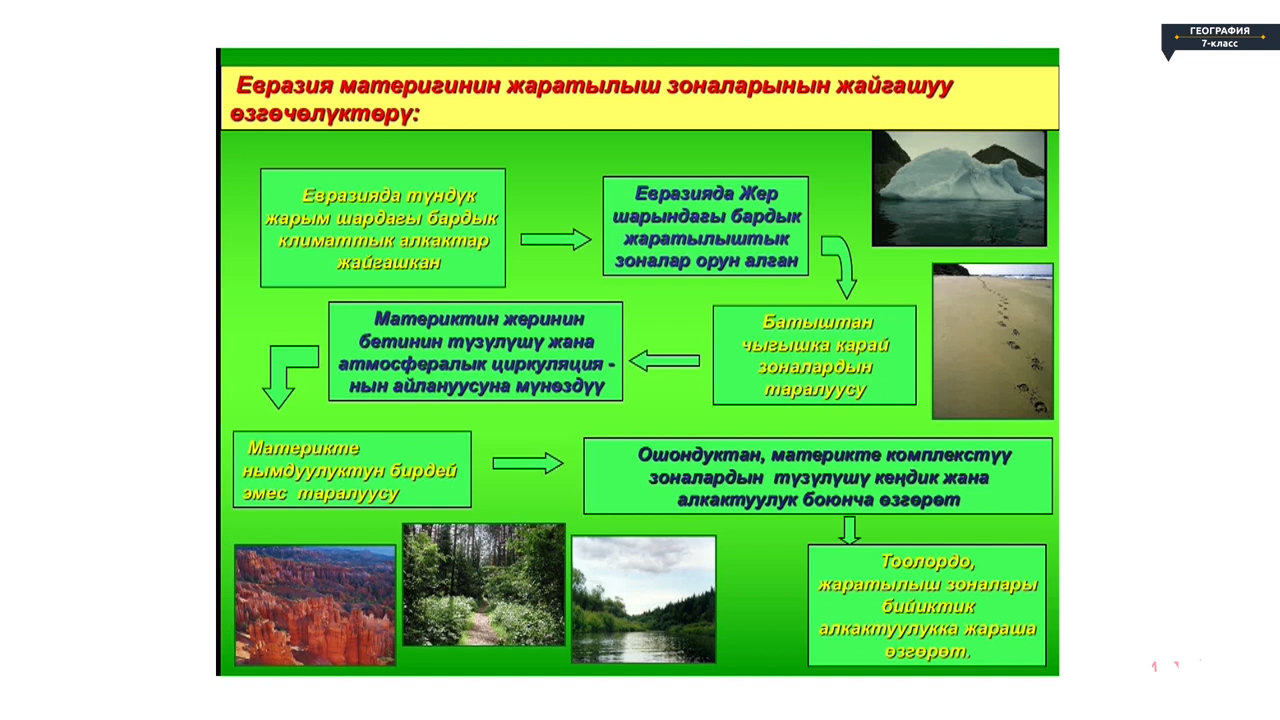 ГЕОГРАФИЯ
7-класс
Евразия материгинин жаратылыш зоналарынын жайгашуу
өзгөчөлүктөрү:
Евразияда түндүк
жарым шардагы бардык
климаттык алкактар
жайгашкан
Евразияда Жер
шарындагы бардык
жаратылыштык
зоналар орун алган
Батыштан
чыгышка карай
зоналардын
таралуусу
Материктин жеринин
бетинин түзүлүшү жана
атмосфералык циркуляция -
нын айлануусуна мүнөздүү
Материкте
нымдуулуктун бирдей
эмес таралуусу
Ошондуктан, материкте комплекстүү
зоналардын түзүлүшү кеңдик жана
алкактуулук боюнча өзгөрөт
Тоолордо,
жаратылыш зоналары
бийиктик
алкактуулукка жараша
өзгөрөт.